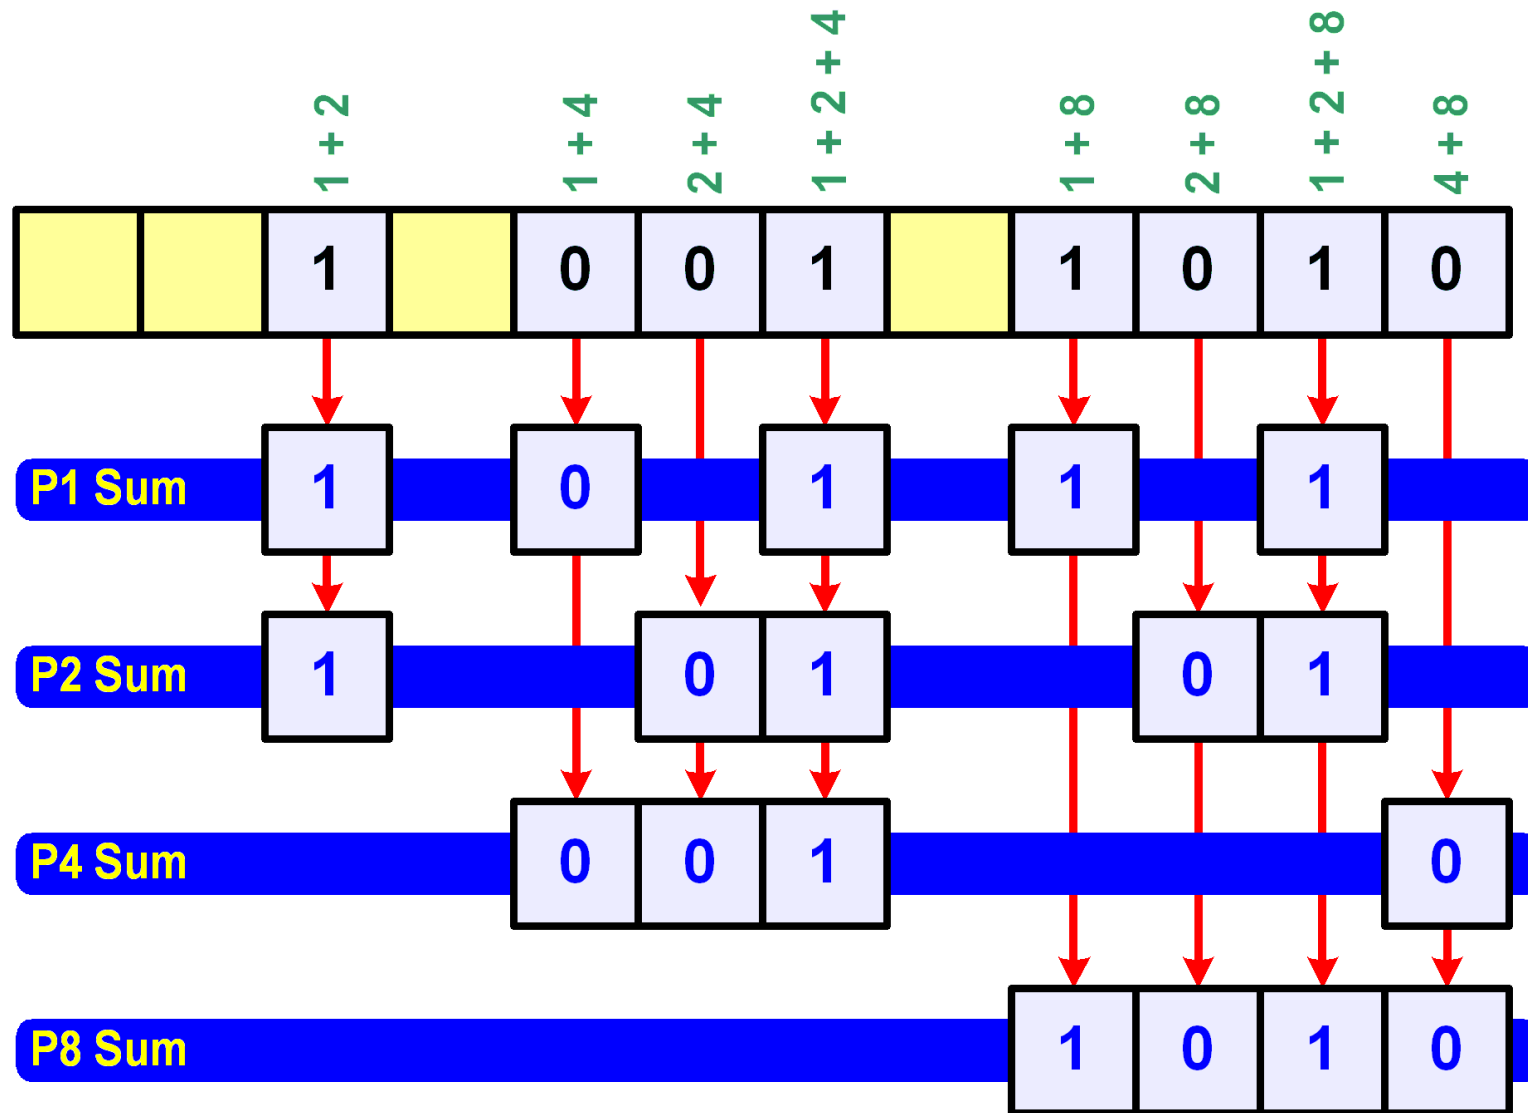 1 + 2
1 + 4
2 + 4
1 + 2 + 4
1 + 8
2 + 8
1 + 2 + 8
4 + 8
1 0 0 1 1 0 1 0
P1 Sum 1 0 1 1 1
P2 Sum 1 0 1 0 1
P4 Sum 0 0 1 0
P8 Sum 1 0 1 0